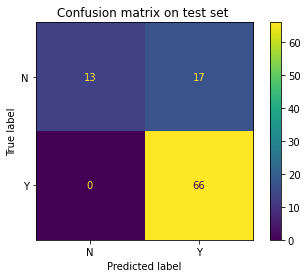 Confusion matrix on test set
True label
N
13
17
Y
0
66
N
Y
Predicted label
60
50
40
30
20
10
0